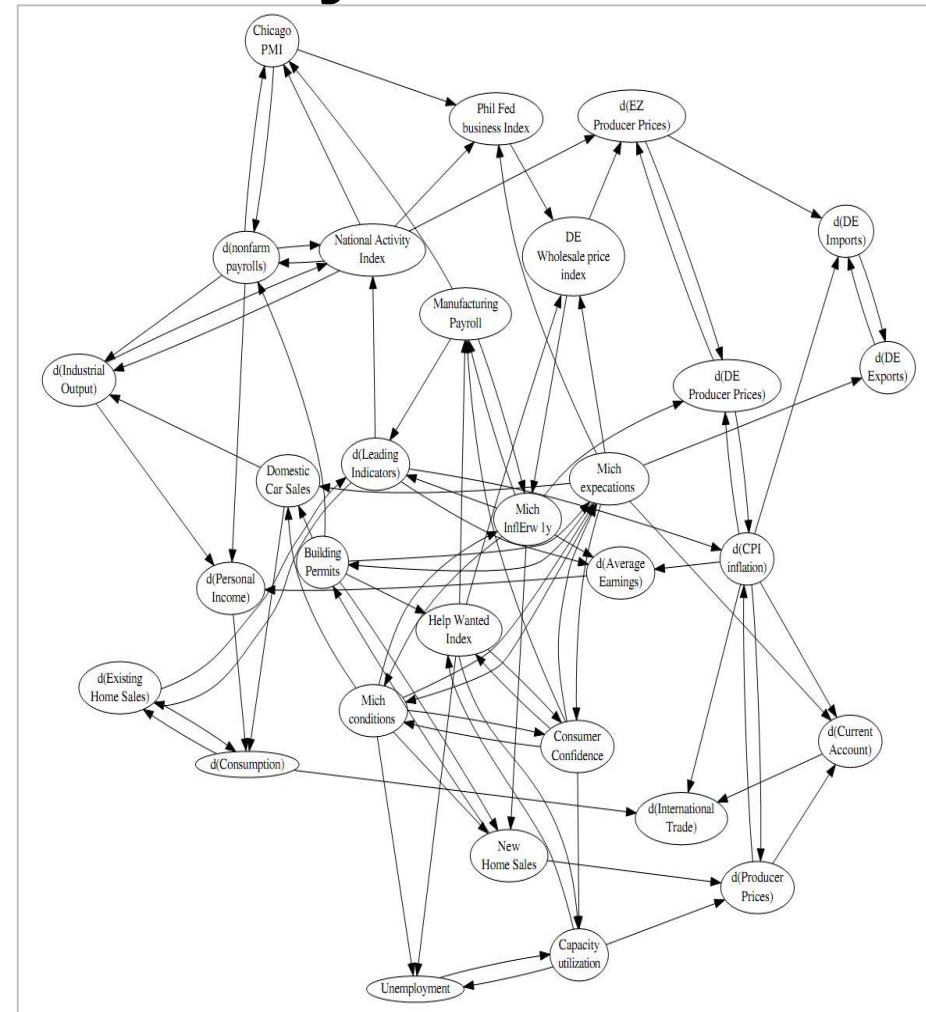 Chicago
PMI
Phil Fed
business Index
d(EZ
Producer Prices)
d(DE
Imports)
d(nonfarm
payrolls)
National Activity
Index
DE
Wholesale price
index
Manufacturing
Payroll
d(Industrial
Output)
d(DE
Producer Prices)
d(DE
Exports)
d(Leading
Indicators)
Domestic
Car Sales
Mich
expecations
Mich
InflErw 1y
d(CPI
inflation)
Building
Permits
d(Average
Earnings)
d(Personal
Income)
Help Wanted
Index
d(Existing
Home Sales)
Mich
conditions
Consumer
Confidence
d(Current
Account)
d(Consumption)
d(International
Trade)
New
Home Sales
d(Producer
Prices)
Capacity
utilization
Unemployment